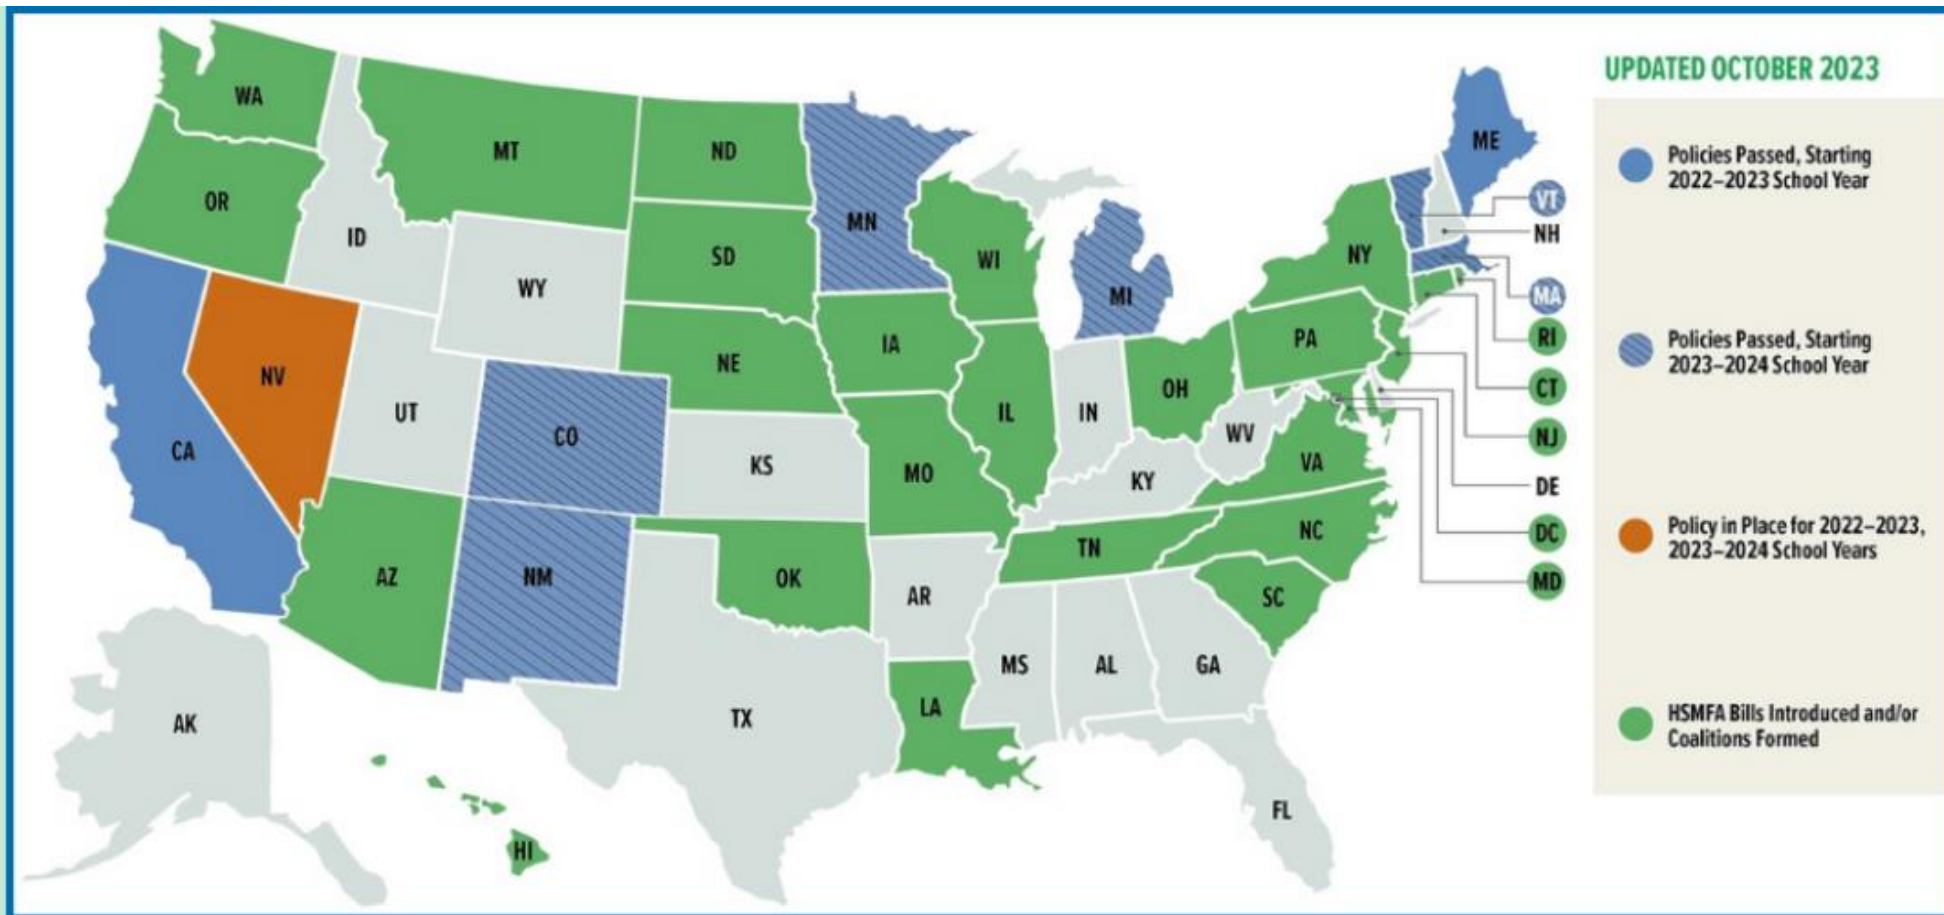 UPDATED OCTOBER 2023
Policies Passed, Starting
2022–2023 School Year
Policies Passed, Starting
2023–2024 School Year
Policy in Place for 2022–2023,
2023–2024 School Years
HSMFA Bills Introduced and/or
Coalitions Formed
WA
MT
ND
ME
OR
ID
SD
MN
WI
NY
VT
NH
WY
MI
MA
NV
NE
IA
PA
RI
CA
UT
CO
KS
MO
IL
IN
OH
WV
VA
KY
CT
NJ
DE
DC
MD
AZ
NM
OK
AR
TN
NC
SC
MS
AL
GA
AK
TX
LA
FL
HI